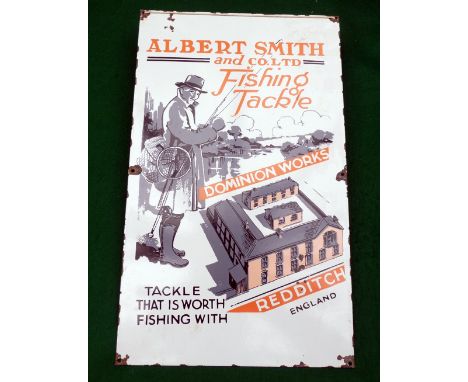 ALBERT SMITH
and CO. LTD
Fishing
Tackle
DOMINION WORKS
REDDITCH
ENGLAND
TACKLE
THAT IS WORTH
FISHING WITH